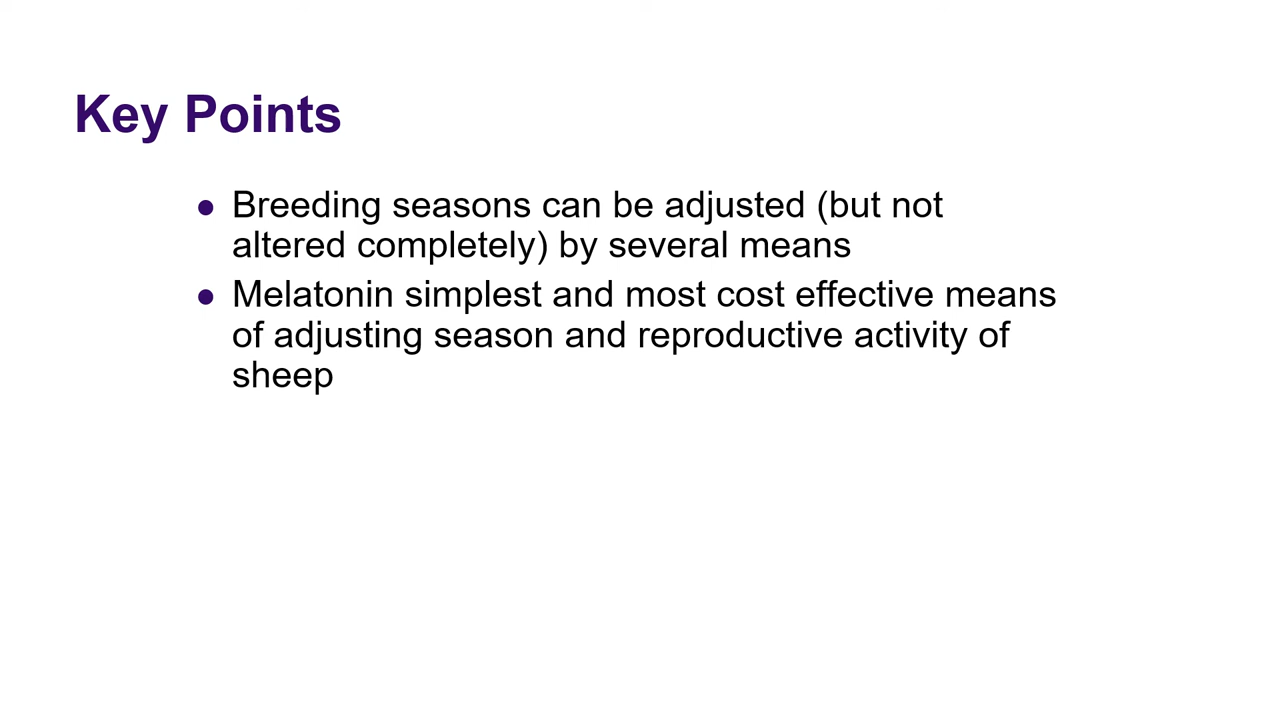 Key Points
● Breeding seasons can be adjusted (but not
altered completely) by several means
● Melatonin simplest and most cost effective means
of adjusting season and reproductive activity of
sheep